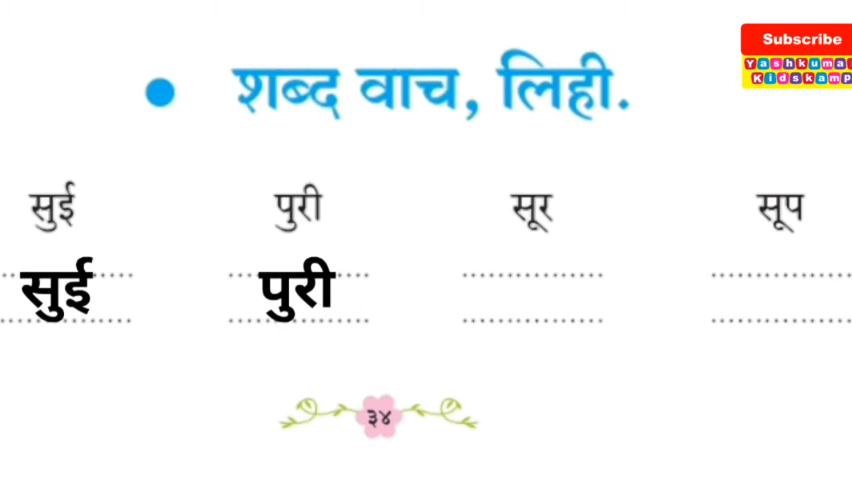 Subscribe
Yashkumar
Kidskamp
● शब्द वाच, लिही.
सुई पुरी सूर सूप
सुई पुरी
३४